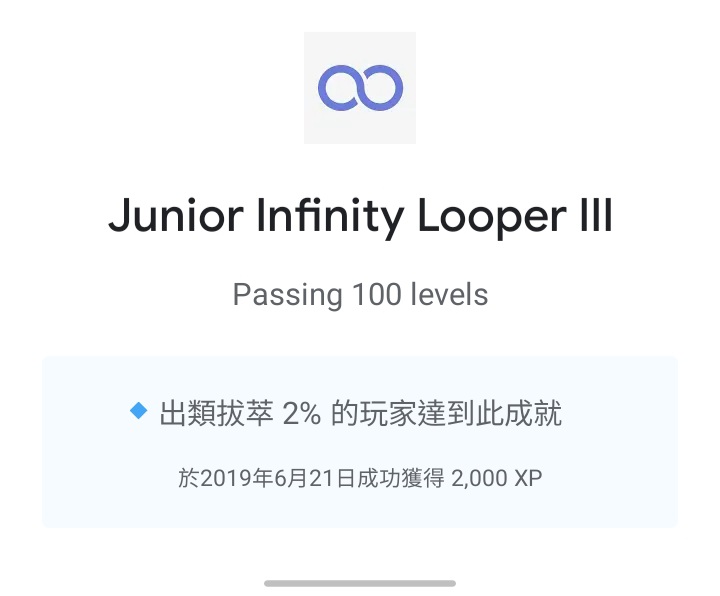 Junior Infinity Looper III
Passing 100 levels
出類拔萃 2% 的玩家達到此成就
於2019年6月21日成功獲得 2,000 XP